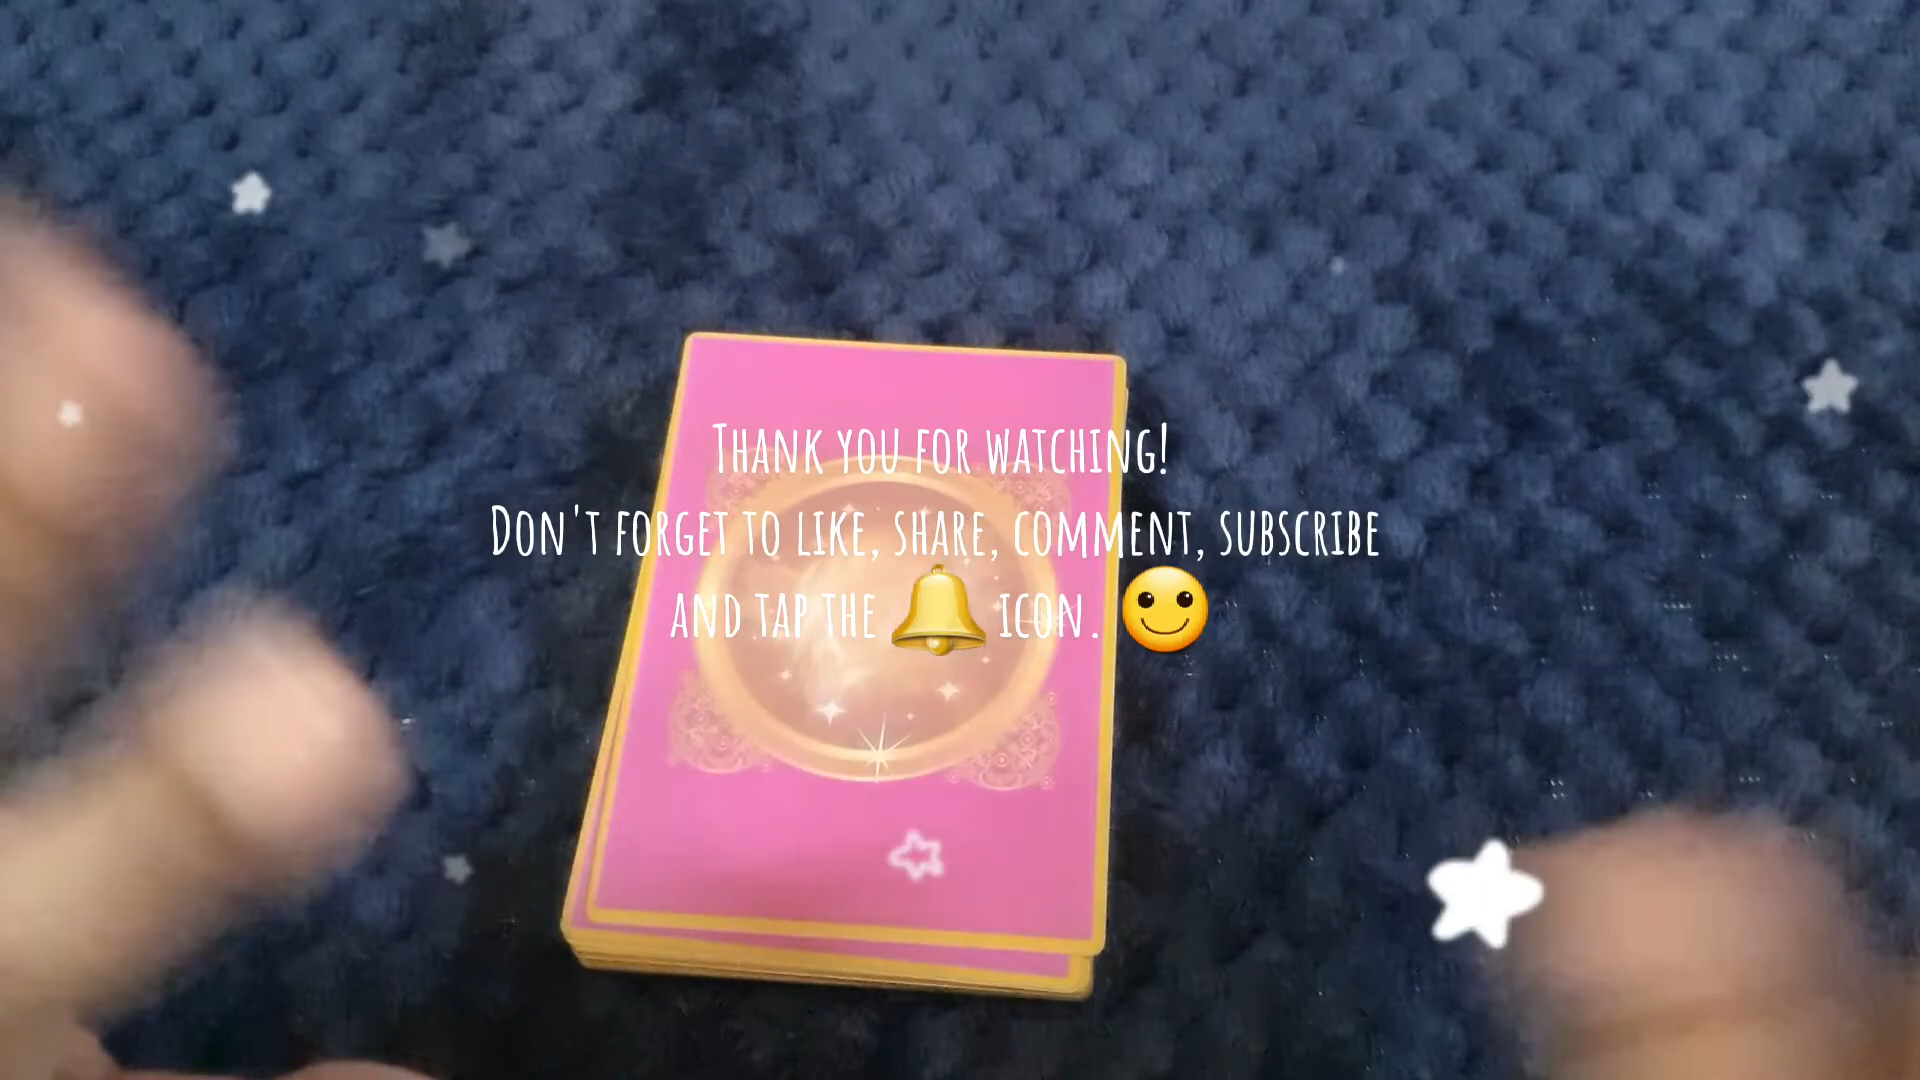 Thank you for watching!
Don't forget to like, share, comment, subscribe
and tap the 🔔 icon. 🙂